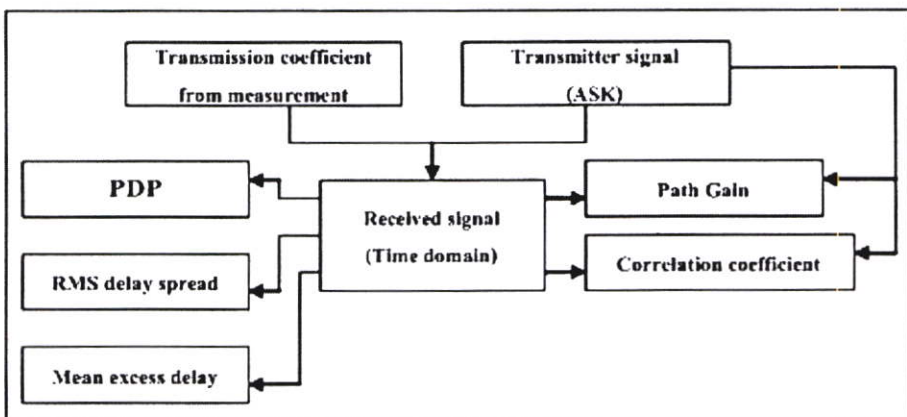 Transmission coefficient
from measurement
Transmitter signal
(ASK)
PDP
Received signal
(Time domain)
Path Gain
RMS delay spread
Correlation coefficient
Mean excess delay